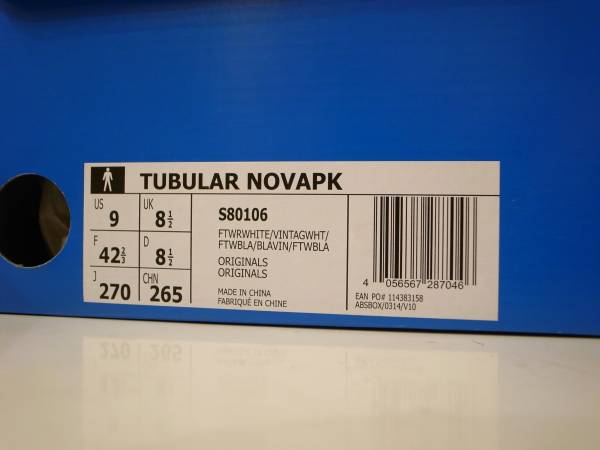 TUBULAR NOVAPK
US UK
9 8½
F D
42⅔ 8½
J CHN
270 265
S80106
FTWRWHITE/VINTAGWHT/
FTWBLA/BLAVIN/FTWBLA
ORIGINALS
ORIGINALS
MADE IN CHINA
FABRIQUÉ EN CHINE
4 056567 287046
EAN PO# 114383158
ABSBOX/0314/V10